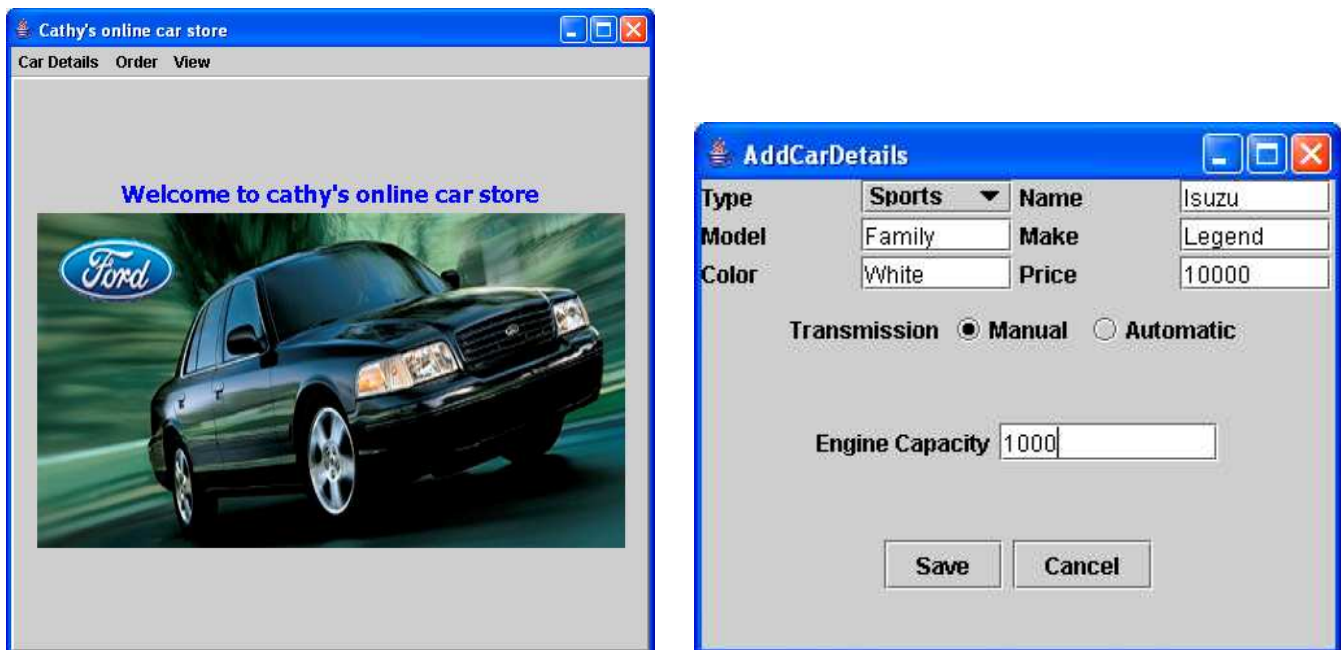 Cathy's online car store
Car Details Order View
Welcome to cathy's online car store
Ford
AddCarDetails
Type Sports Name Isuzu
Model Family Make Legend
Color White Price 10000
Transmission Manual Automatic
Engine Capacity 1000
Save Cancel